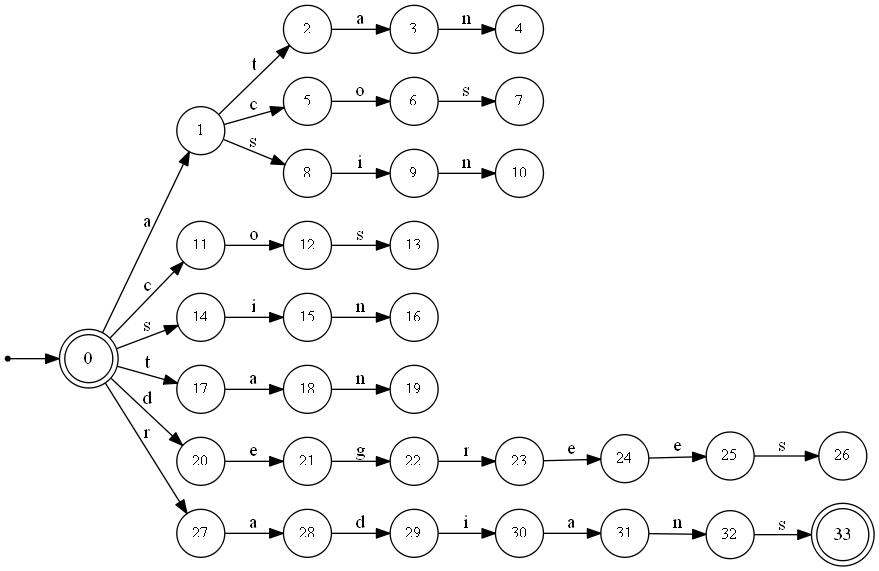 2 a 3 n 4
t
1 c 5 o 6 s 7
s 8 i 9 n 10
a
11 o 12 s 13
c
s 14 i 15 n 16
0
t 17 a 18 n 19
d
r
20 e 21 g 22 r 23 e 24 e 25 s 26
27 a 28 d 29 i 30 a 31 n 32 s 33